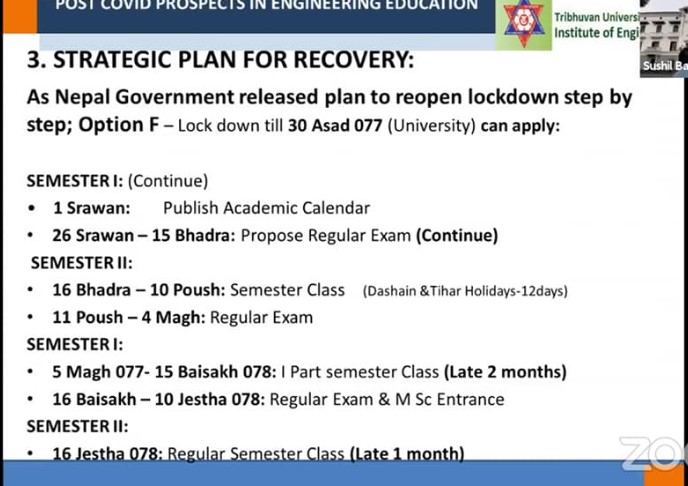 POST COVID PROSPECTS IN ENGINEERING EDUCATION
Tribhuvan Universi
Institute of Engi
Sushil Ba
3. STRATEGIC PLAN FOR RECOVERY:
As Nepal Government released plan to reopen lockdown step by
step; Option F – Lock down till 30 Asad 077 (University) can apply:
SEMESTER I: (Continue)
• 1 Srawan: Publish Academic Calendar
• 26 Srawan – 15 Bhadra: Propose Regular Exam (Continue)
SEMESTER II:
• 16 Bhadra – 10 Poush: Semester Class (Dashain &Tihar Holidays-12days)
• 11 Poush – 4 Magh: Regular Exam
SEMESTER I:
• 5 Magh 077- 15 Baisakh 078: I Part semester Class (Late 2 months)
• 16 Baisakh – 10 Jestha 078: Regular Exam & M Sc Entrance
SEMESTER II:
• 16 Jestha 078: Regular Semester Class (Late 1 month)